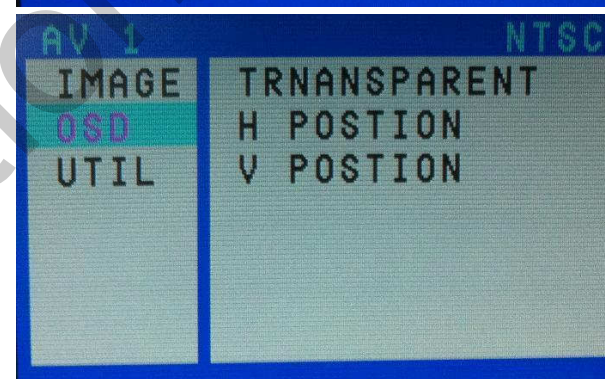 AV 1 NTSC
IMAGE TRNANSPARENT
OSD H POSTION
UTIL V POSTION